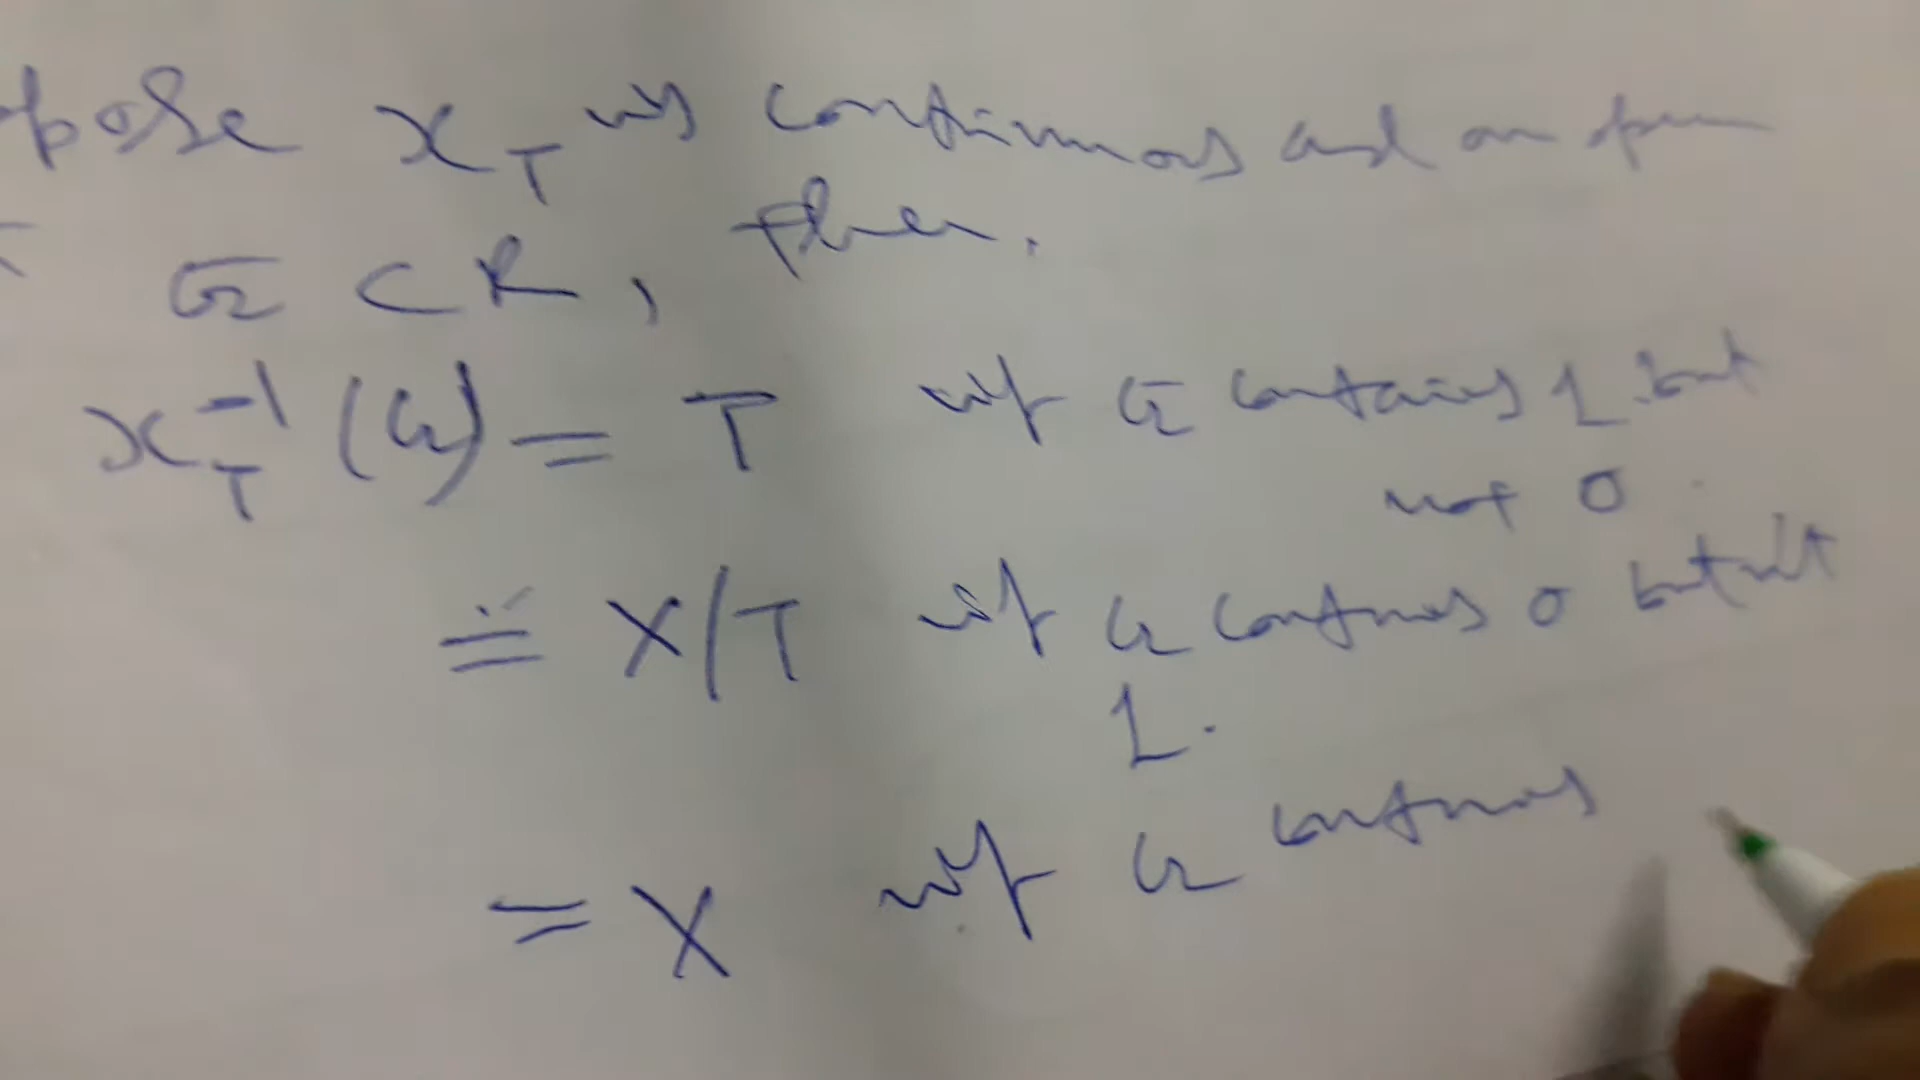 pose x_T is continuous and an open
G ⊂ R, then.
x_T^{-1} (G) = T if G contains 1 but
not 0.
= X/T if G contains 0 but not
1.
= X if G contains